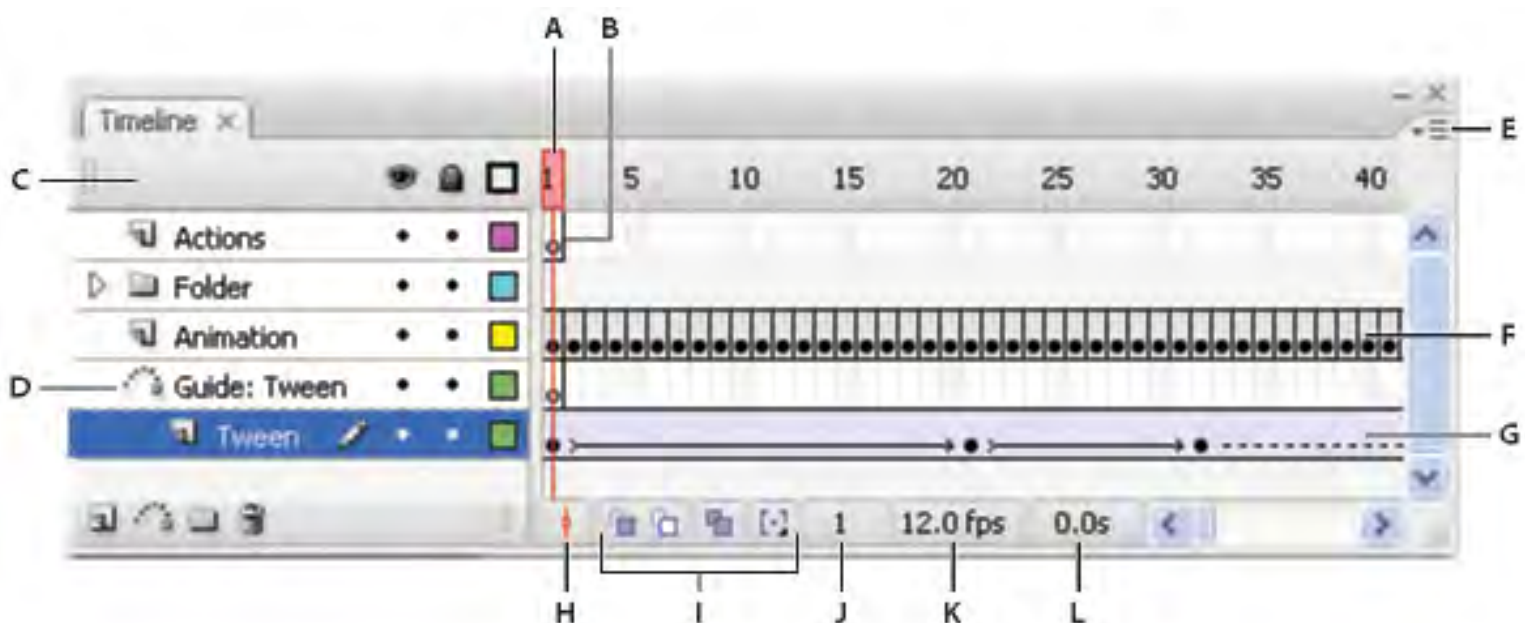 A B
Timeline
E
C 1 5 10 15 20 25 30 35 40
Actions B
Folder
Animation F
D Guide: Tween
Tween G
1 12.0 fps 0.0s
H I J K L